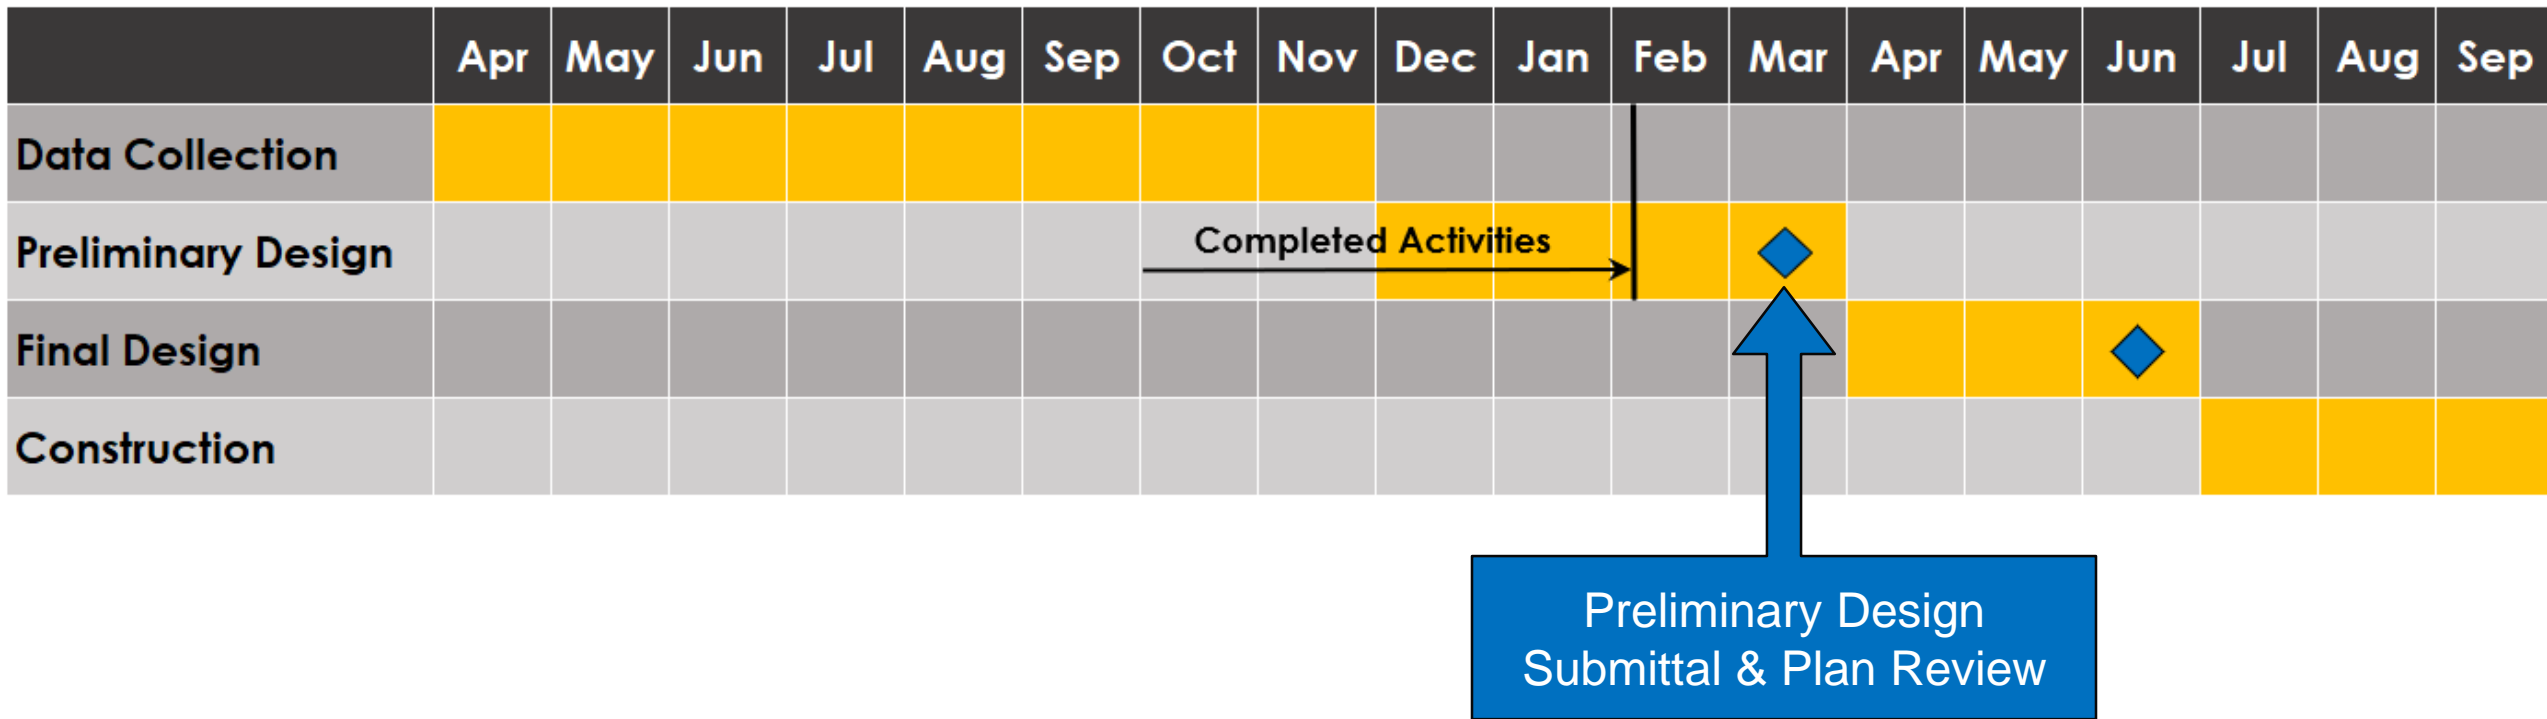 Apr May Jun Jul Aug Sep Oct Nov Dec Jan Feb Mar Apr May Jun Jul Aug Sep
Data Collection
Preliminary Design
Completed Activities
Final Design
Construction
Preliminary Design
Submittal & Plan Review